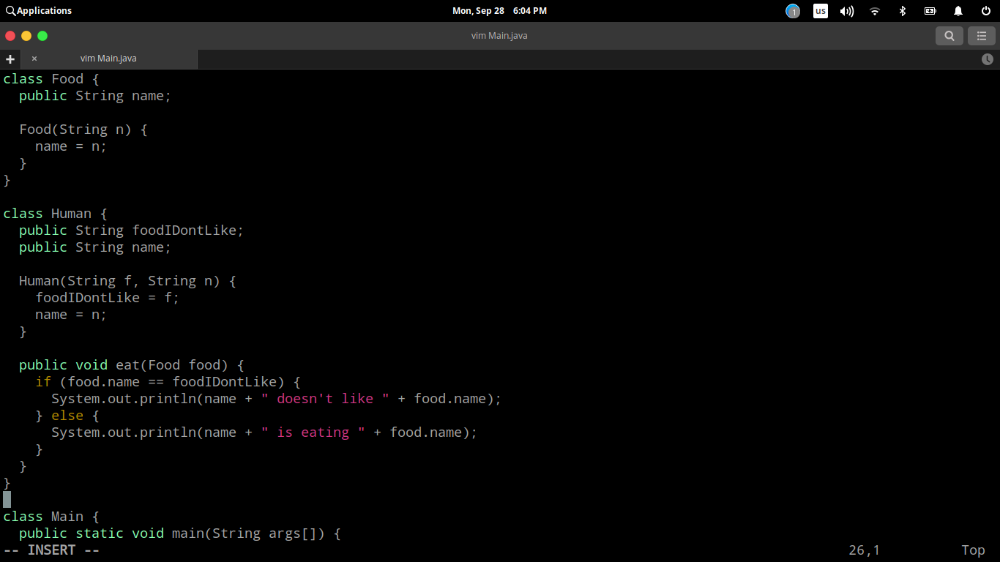 Applications Mon, Sep 28 6:04 PM 1 us
vim Main.java
+ × vim Main.java
class Food {
  public String name;

  Food(String n) {
    name = n;
  }
}

class Human {
  public String foodIDontLike;
  public String name;

  Human(String f, String n) {
    foodIDontLike = f;
    name = n;
  }

  public void eat(Food food) {
    if (food.name == foodIDontLike) {
      System.out.println(name + " doesn't like " + food.name);
    } else {
      System.out.println(name + " is eating " + food.name);
    }
  }
}

class Main {
  public static void main(String args[]) {
-- INSERT -- 26,1 Top